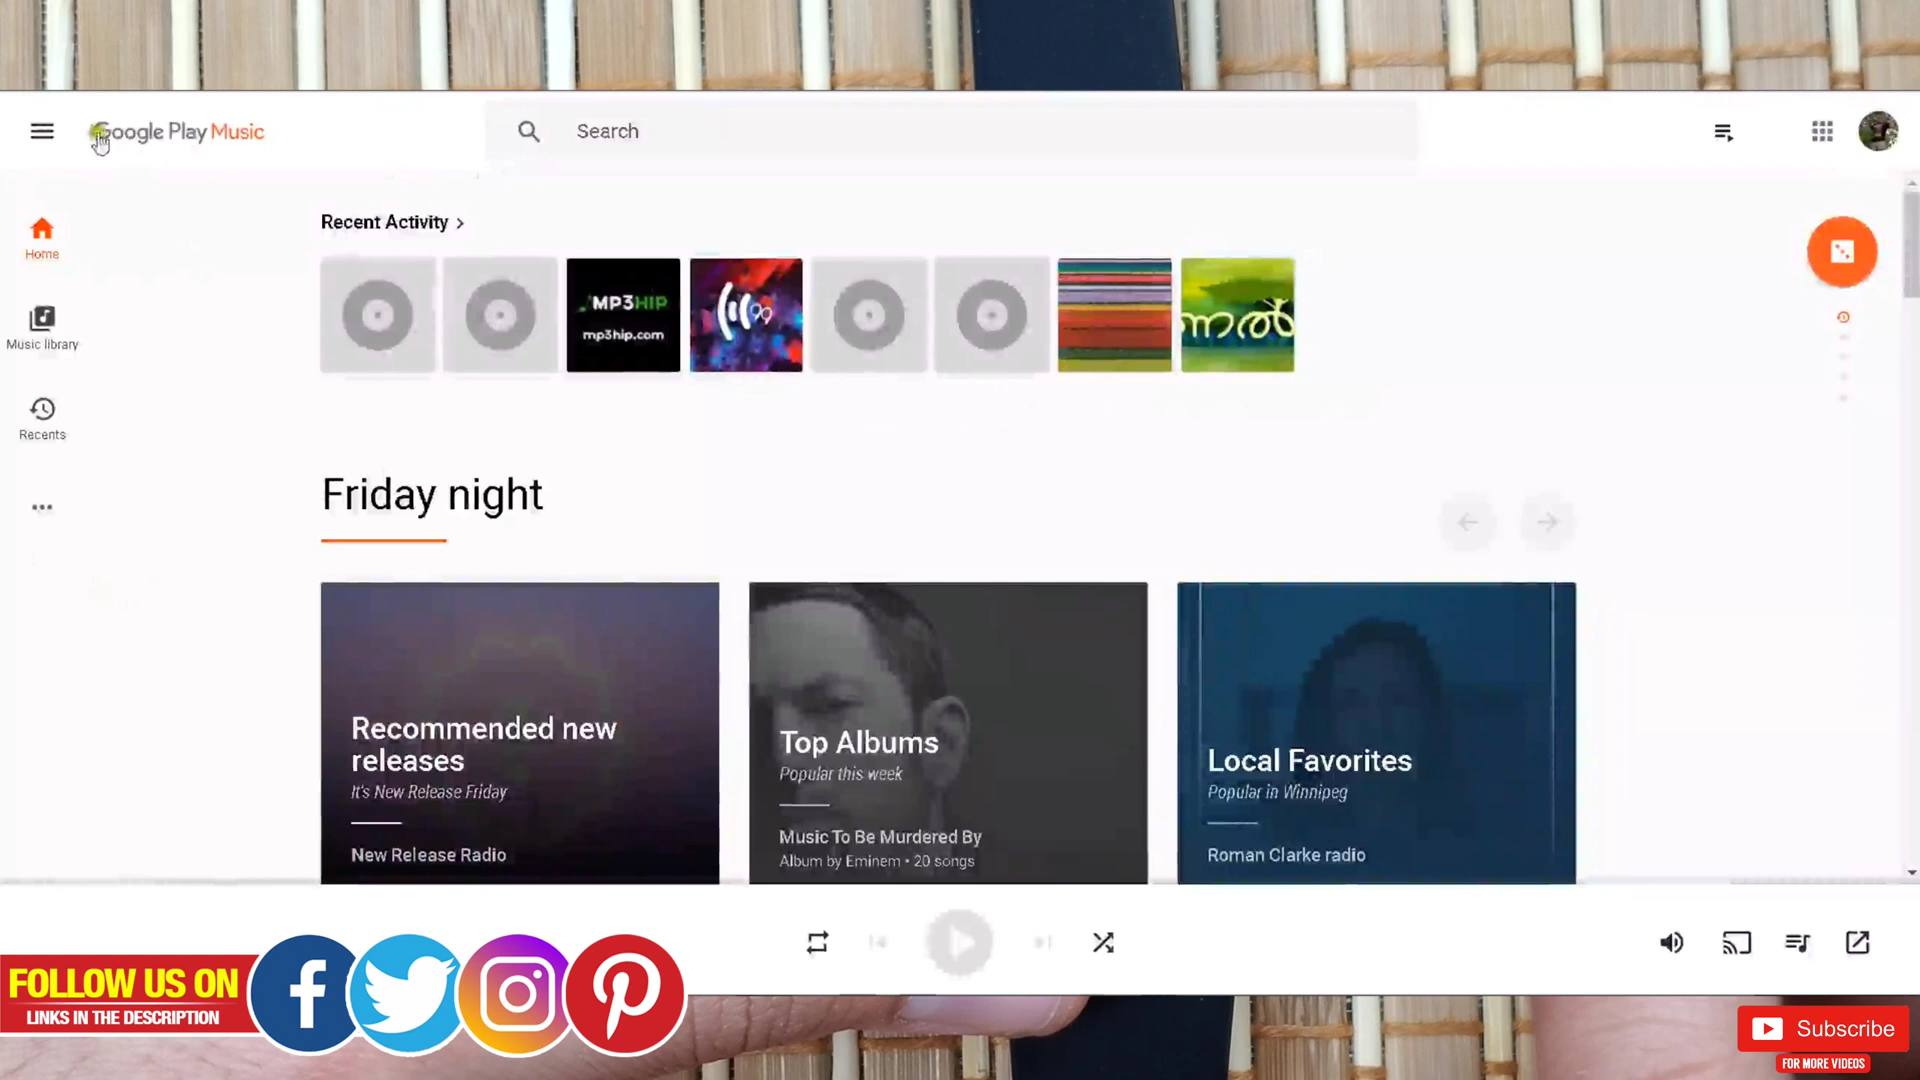 Google Play Music
Search
Recent Activity
Home
MP3HIP
mp3hip.com
Music library
Recents
Friday night
Recommended new
releases
It's New Release Friday
New Release Radio
Top Albums
Popular this week
Music To Be Murdered By
Album by Eminem • 20 songs
Local Favorites
Popular in Winnipeg
Roman Clarke radio
FOLLOW US ON
LINKS IN THE DESCRIPTION
Subscribe
FOR MORE VIDEOS